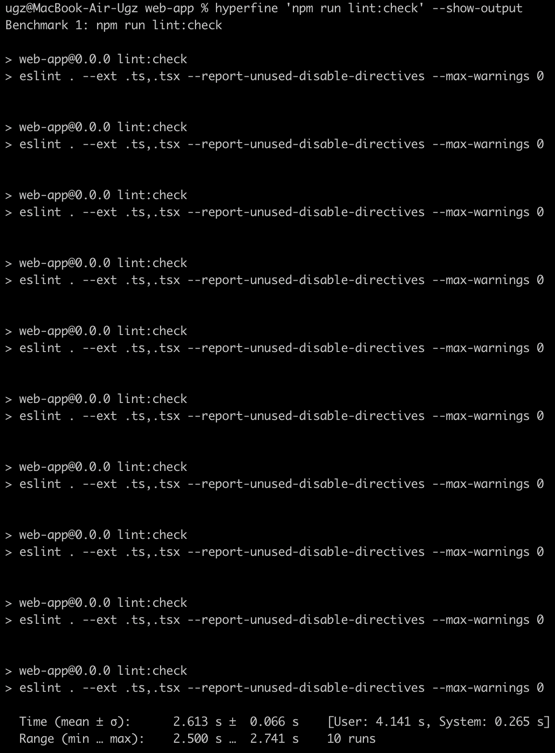 ugz@MacBook-Air-Ugz web-app % hyperfine 'npm run lint:check' --show-output
Benchmark 1: npm run lint:check
> web-app@0.0.0 lint:check
> eslint . --ext .ts,.tsx --report-unused-disable-directives --max-warnings 0
> web-app@0.0.0 lint:check
> eslint . --ext .ts,.tsx --report-unused-disable-directives --max-warnings 0
> web-app@0.0.0 lint:check
> eslint . --ext .ts,.tsx --report-unused-disable-directives --max-warnings 0
> web-app@0.0.0 lint:check
> eslint . --ext .ts,.tsx --report-unused-disable-directives --max-warnings 0
> web-app@0.0.0 lint:check
> eslint . --ext .ts,.tsx --report-unused-disable-directives --max-warnings 0
> web-app@0.0.0 lint:check
> eslint . --ext .ts,.tsx --report-unused-disable-directives --max-warnings 0
> web-app@0.0.0 lint:check
> eslint . --ext .ts,.tsx --report-unused-disable-directives --max-warnings 0
> web-app@0.0.0 lint:check
> eslint . --ext .ts,.tsx --report-unused-disable-directives --max-warnings 0
> web-app@0.0.0 lint:check
> eslint . --ext .ts,.tsx --report-unused-disable-directives --max-warnings 0
> web-app@0.0.0 lint:check
> eslint . --ext .ts,.tsx --report-unused-disable-directives --max-warnings 0
Time (mean ± σ): 2.613 s ± 0.066 s [User: 4.141 s, System: 0.265 s]
Range (min … max): 2.500 s … 2.741 s 10 runs